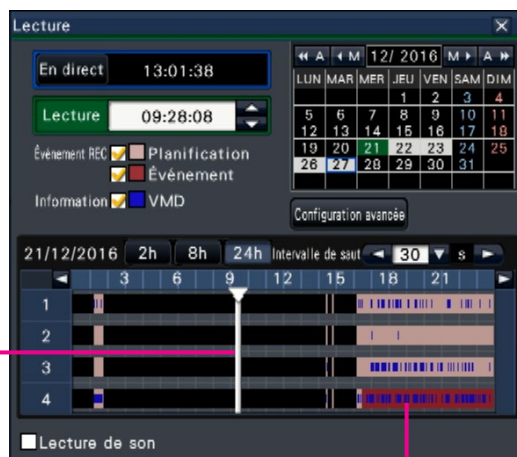 Lecture
En direct 13:01:38
Lecture 09:28:08
Évènement REC Planification
Événement
Information VMD
A M 12/ 2016 M A
LUN MAR MER JEU VEN SAM DIM
1 2 3 4
5 6 7 8 9 10 11
12 13 14 15 16 17 18
19 20 21 22 23 24 25
26 27 28 29 30 31
Configuration avancée
21/12/2016 2h 8h 24h Intervalle de saut 30 s
3 6 9 12 15 18 21
1
2
3
4
Lecture de son